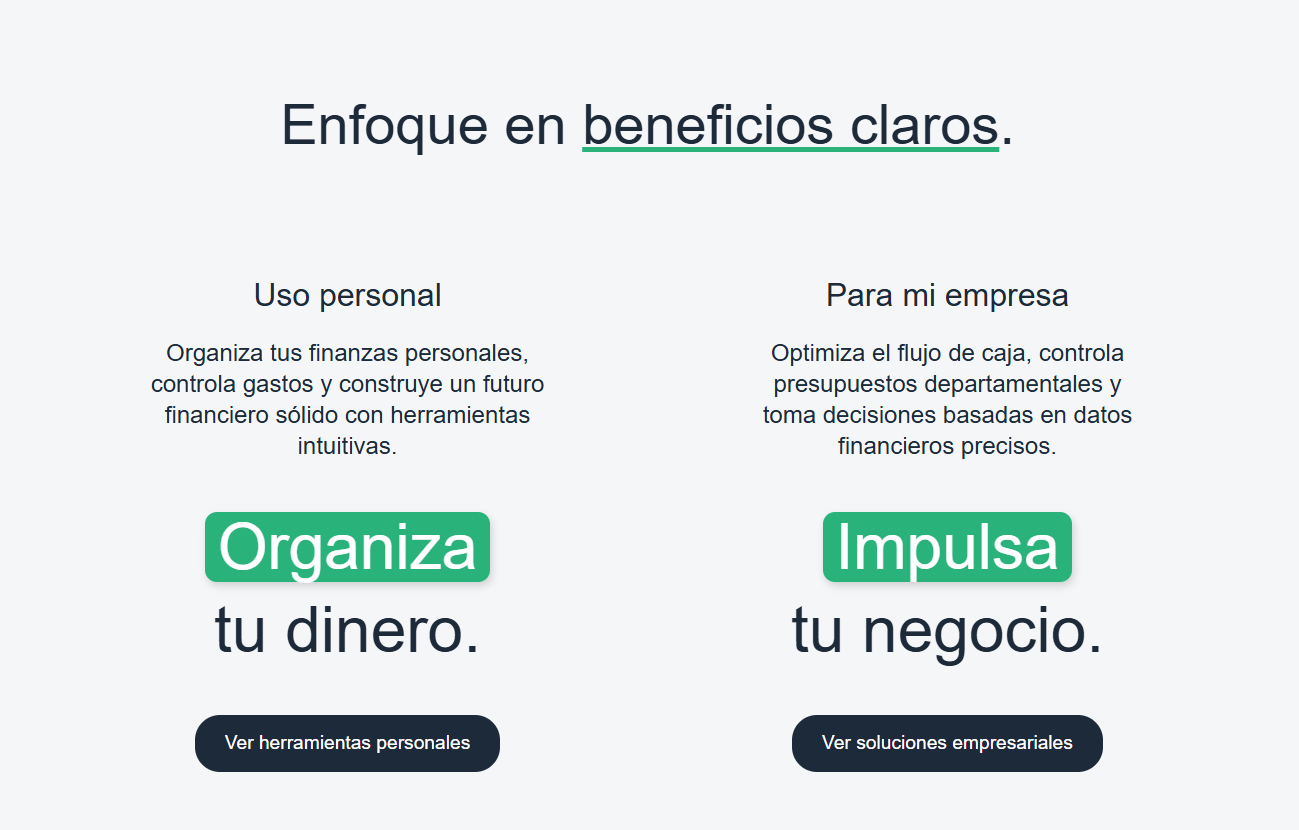 Enfoque en beneficios claros.
Uso personal
Organiza tus finanzas personales,
controla gastos y construye un futuro
financiero sólido con herramientas
intuitivas.
Organiza
tu dinero.
Ver herramientas personales
Para mi empresa
Optimiza el flujo de caja, controla
presupuestos departamentales y
toma decisiones basadas en datos
financieros precisos.
Impulsa
tu negocio.
Ver soluciones empresariales